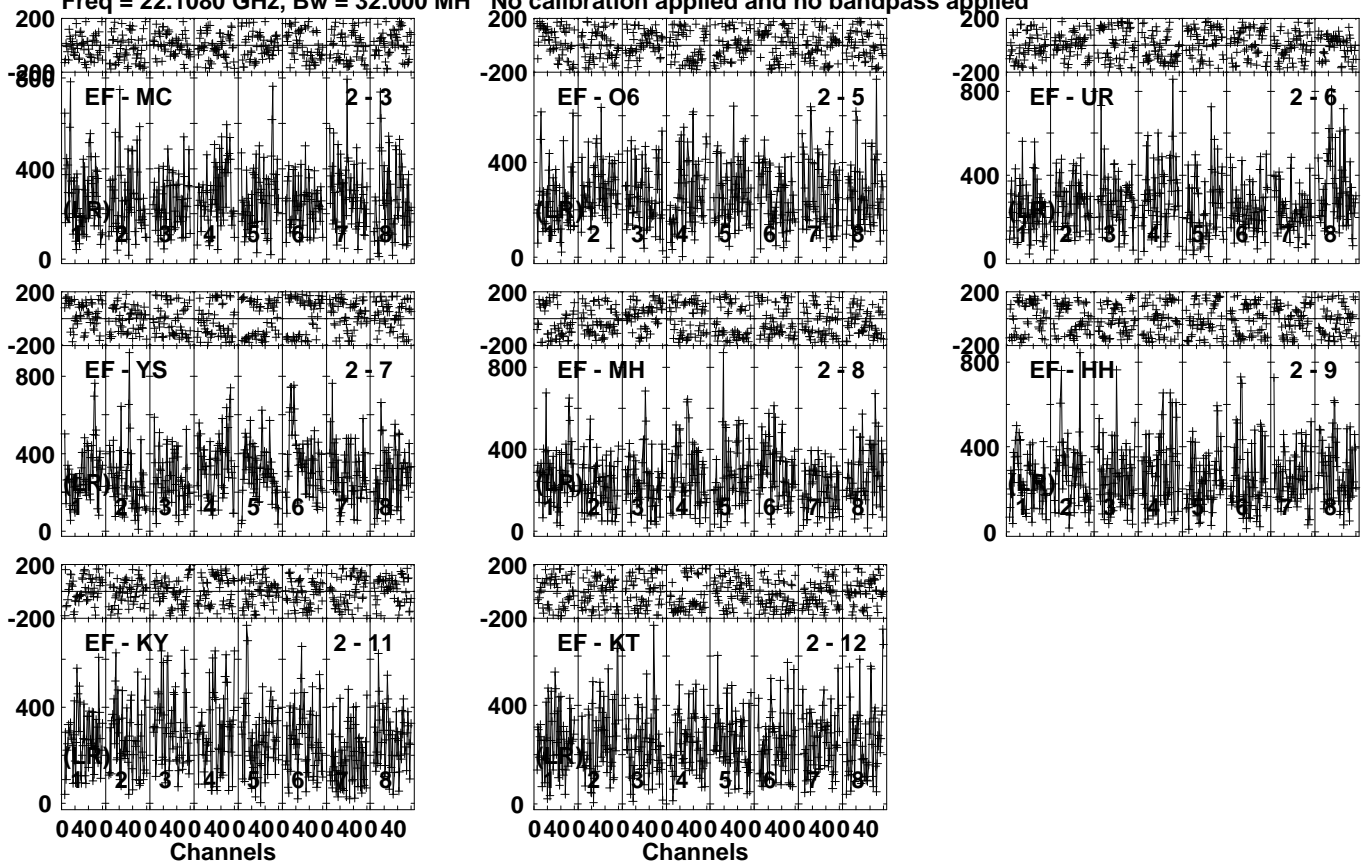 Freq = 22.1080 GHz, Bw = 32.000 MH No calibration applied and no bandpass applied
200
-200
800
400
0
EF - MC 2 - 3
(LR)
1 2 3 4 5 6 7 8
200
-200
400
0
EF - O6 2 - 5
(LR)
1 2 3 4 5 6 7 8
200
-200
800
400
0
EF - UR 2 - 6
(LR)
1 2 3 4 5 6 7 8
200
-200
800
400
0
EF - YS 2 - 7
(LR)
1 2 3 4 5 6 7 8
200
-200
800
400
0
EF - MH 2 - 8
(LR)
1 2 3 4 5 6 7 8
200
-200
800
400
0
EF - HH 2 - 9
(LR)
1 2 3 4 5 6 7 8
200
-200
400
0
EF - KY 2 - 11
(LR)
1 2 3 4 5 6 7 8
0 40 0 40 0 40 0 40 0 40 0 40 0 40 0 40
Channels
200
-200
400
0
EF - KT 2 - 12
(LR)
1 2 3 4 5 6 7 8
0 40 0 40 0 40 0 40 0 40 0 40 0 40 0 40
Channels